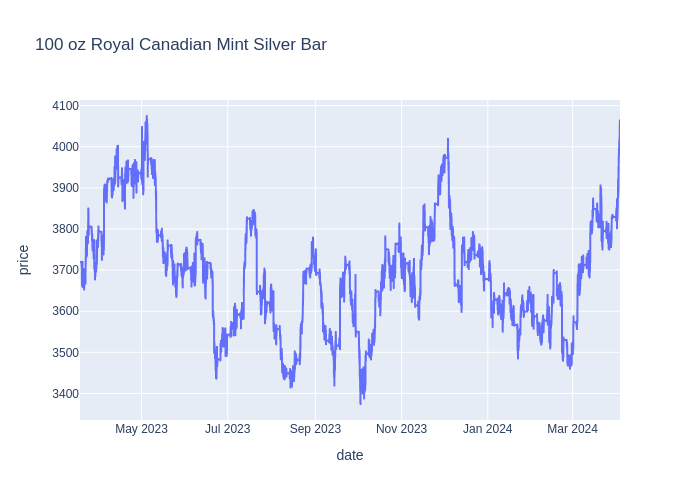 100 oz Royal Canadian Mint Silver Bar
4100
4000
3900
3800
3700
3600
3500
3400
price
May 2023 Jul 2023 Sep 2023 Nov 2023 Jan 2024 Mar 2024
date